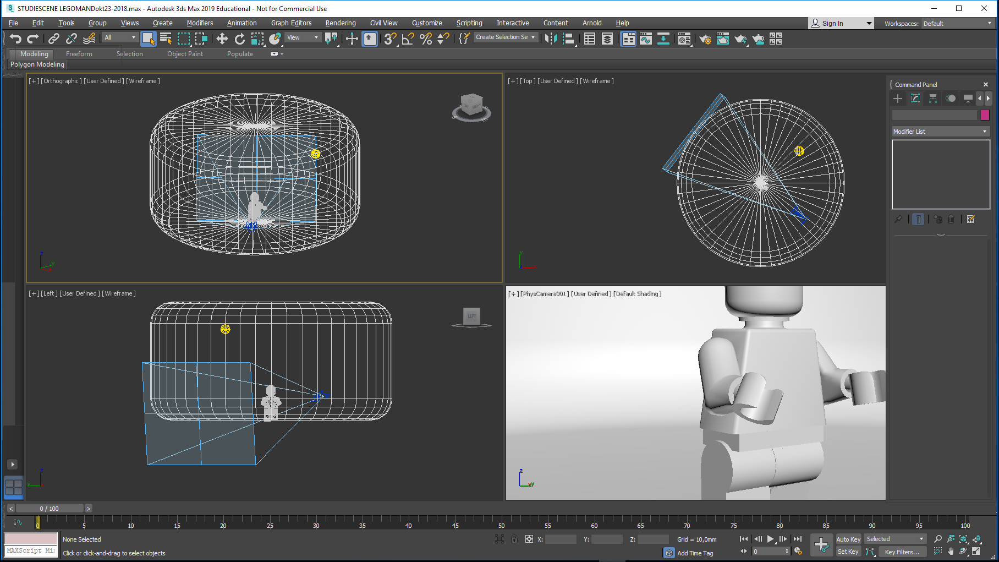 3 STUDIESCENE LEGOMANDokt23-2018.max - Autodesk 3ds Max 2019 Educational - Not for Commercial Use
File Edit Tools Group Views Create Modifiers Animation Graph Editors Rendering Civil View Customize Scripting Interactive Content Arnold Help Sign In Workspaces: Default
All View 3 Create Selection Se
Modeling Freeform Selection Object Paint Populate
Polygon Modeling
[+] [Orthographic] [User Defined] [Wireframe]
[+] [Top] [User Defined] [Wireframe]
Command Panel
Modifier List
z y x
y x
[+] [Left] [User Defined] [Wireframe]
[+] [PhysCamera001] [User Defined] [Default Shading]
LEFT
z y
z xy
< 0 / 100 >
0 5 10 15 20 25 30 35 40 45 50 55 60 65 70 75 80 85 90 95 100
None Selected X: Y: Z: Grid = 10,0mm Auto Key Selected
MAXScript Mi
Click or click-and-drag to select objects Add Time Tag 0 Set Key Key Filters...